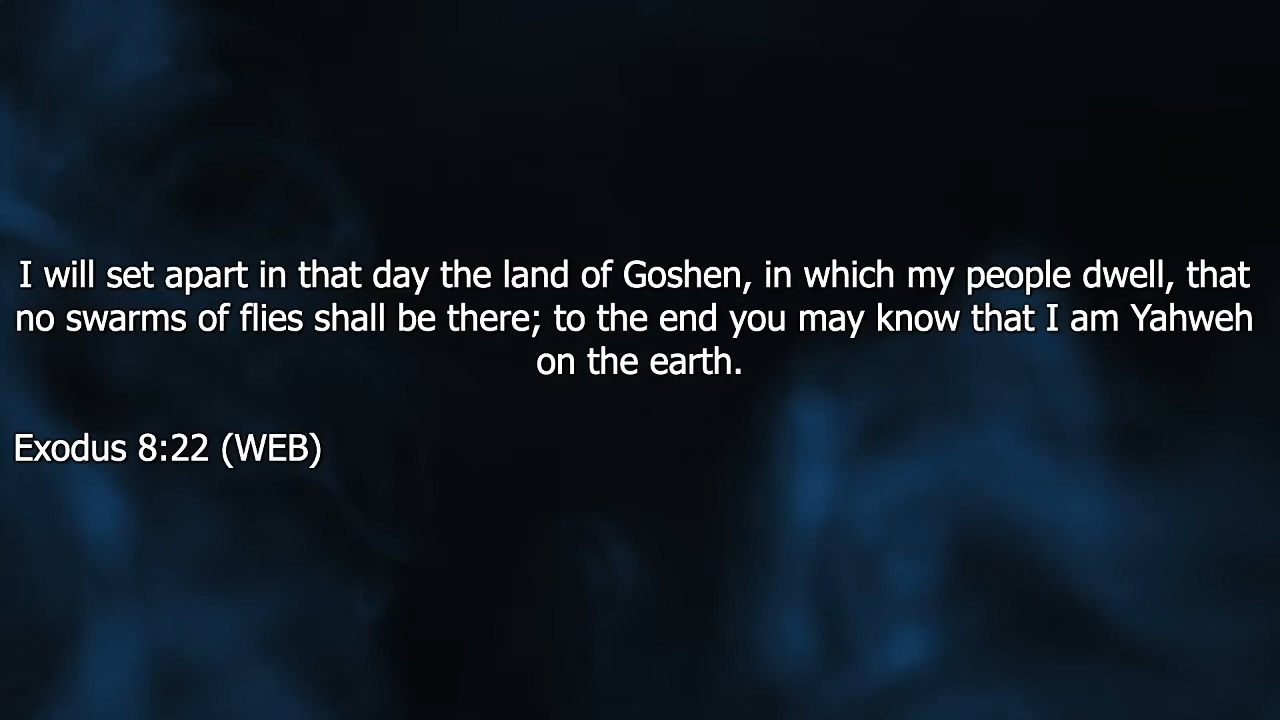 I will set apart in that day the land of Goshen, in which my people dwell, that
no swarms of flies shall be there; to the end you may know that I am Yahweh
on the earth.
Exodus 8:22 (WEB)